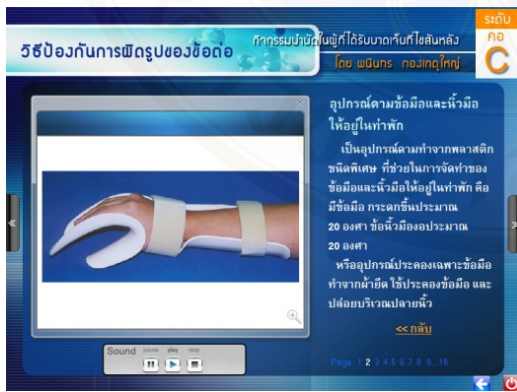 ระดับ
คอ
C
วิธีป้องกันการผิดรูปของข้อต่อ
กิจกรรมบำบัดในผู้ที่ได้รับบาดเจ็บที่ไขสันหลัง
โดย พนินทร กองเกตุใหญ่
อุปกรณ์ดามข้อมือและนิ้วมือ
ให้อยู่ในท่าพัก
เป็นอุปกรณ์ดามทำจากพลาสติก
ชนิดพิเศษ ที่ช่วยในการจัดท่าของ
ข้อมือและนิ้วมือให้อยู่ในท่าพัก คือ
มีข้อมือ กระดกขึ้นประมาณ
20 องศา ข้อนิ้วมืองอประมาณ
20 องศา
หรืออุปกรณ์ประคองเฉพาะข้อมือ
ทำจากผ้ายืด ใช้ประคองข้อมือ และ
ปล่อยบริเวณปลายนิ้ว
<< กลับ
Sound pause play stop
Page : 1 2 3 4 5 6 7 8 9...18